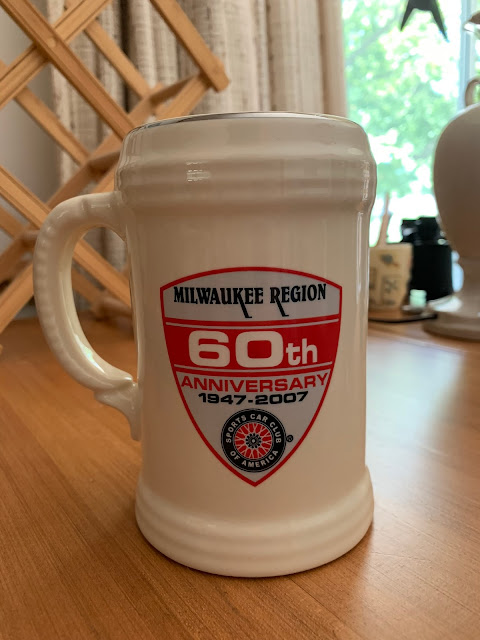 MILWAUKEE REGION
60th
ANNIVERSARY
1947-2007
SPORTS CAR CLUB
OF AMERICA
®